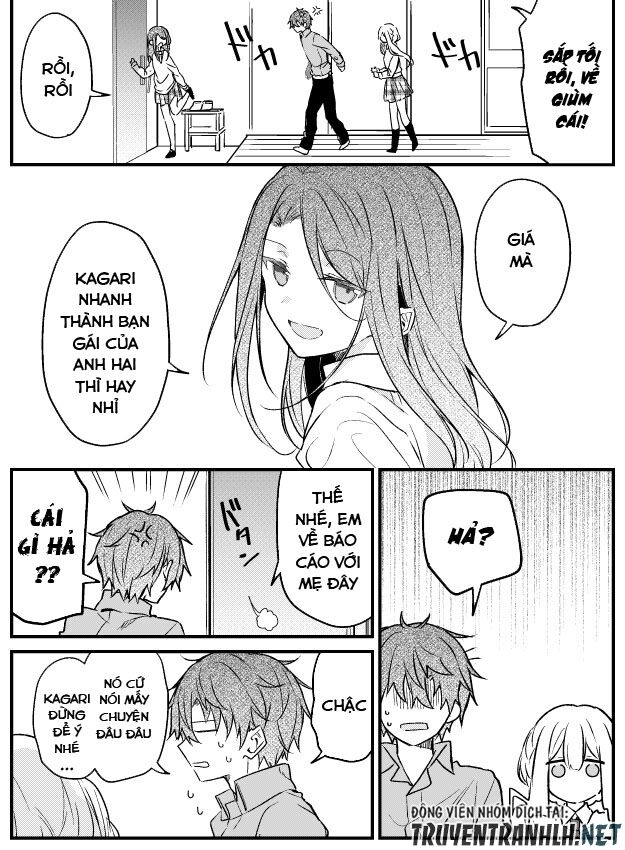 SẮP TỐI
RỒI, VỀ
GIÙM
CÁI!
ド
カ
ド
カ
RỒI,
RỒI
GIÁ
MÀ
KAGARI
NHANH
THÀNH BẠN
GÁI CỦA
ANH HAI
THÌ HAY
NHỈ
HẢ?
THẾ
NHÉ, EM
VỀ BÁO
CÁO VỚI
MẸ ĐÂY
バタン
CÁI
GÌ HẢ
??
CHẬC
NÓ CỨ
NÓI MẤY
CHUYỆN
ĐÂU ĐÂU
KAGARI
ĐỪNG
ĐỂ Ý
NHÉ
...
ĐỘNG VIÊN NHÓM DỊCH TẠI:
TRUYENTRANHLH.NET